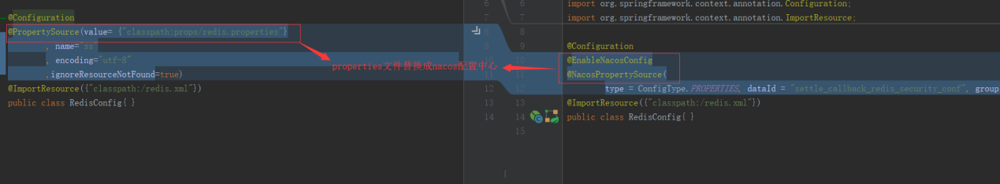 @Configuration
@PropertySource(value= {"classpath:props/redis.properties"}
, name="ss"
, encoding="utf-8"
,ignoreResourceNotFound=true)
@ImportResource({"classpath:/redis.xml"})
public class RedisConfig{ }
properties文件替换成nacos配置中心
6 6 import org.springframework.context.annotation.Configuration;
7 7 import org.springframework.context.annotation.ImportResource;
8 8
9 9 @Configuration
10 10 @EnableNacosConfig
11 11 @NacosPropertySource(
12 12 type = ConfigType.PROPERTIES, dataId = "settle_callback_redis_security_conf", group
13 13 @ImportResource({"classpath:/redis.xml"})
14 14 public class RedisConfig{ }
15